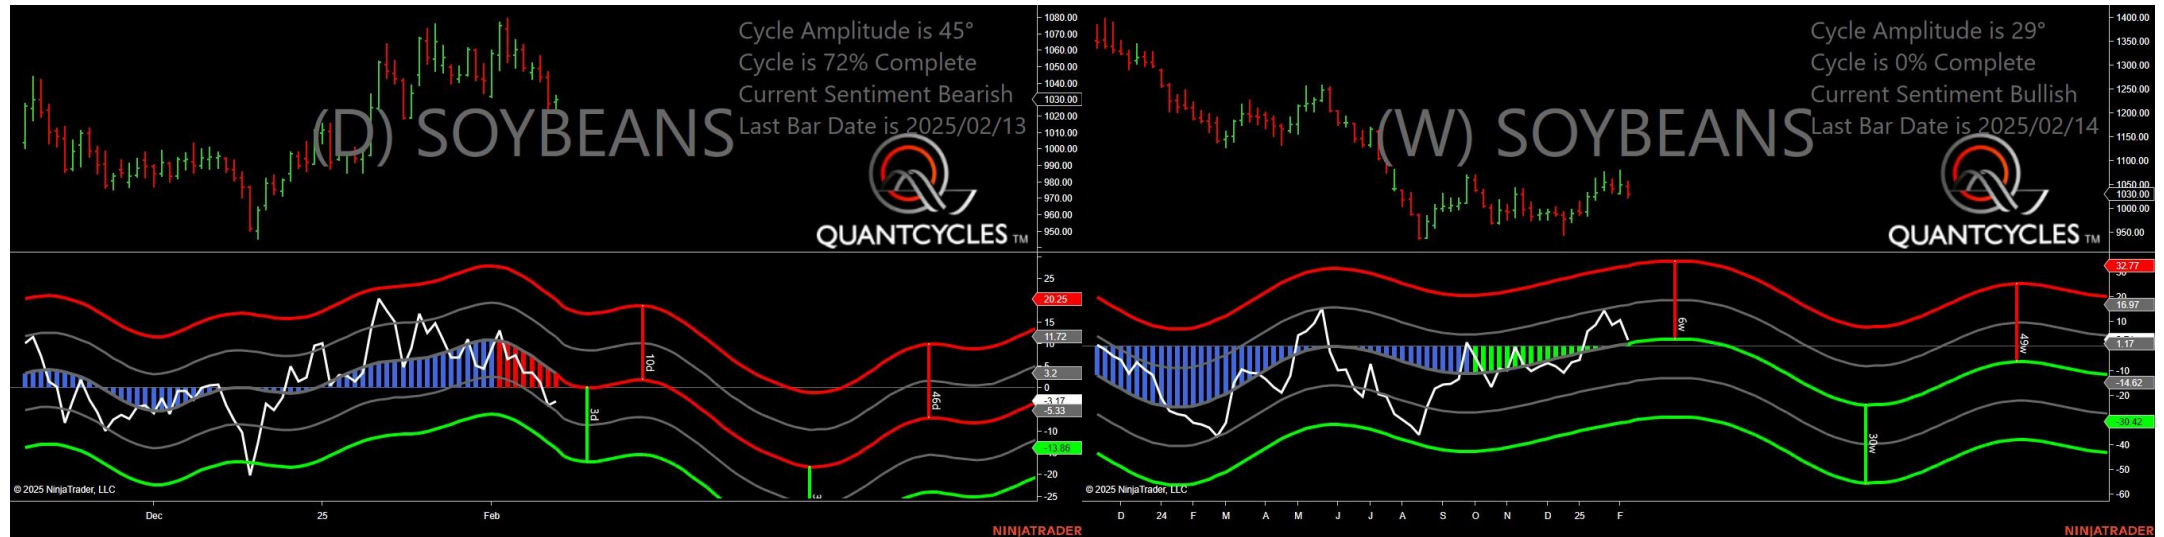 Cycle Amplitude is 45°
Cycle is 72% Complete
Current Sentiment Bearish
Last Bar Date is 2025/02/13
(D) SOYBEANS
QUANTCYCLES TM
1080.00
1070.00
1060.00
1050.00
1040.00
1030.00
1020.00
1010.00
1000.00
990.00
980.00
970.00
960.00
950.00
25
20.25
15
11.72
10
5
3.2
0
-3.17
-5.33
-10
-13.86
-20
-25
10d
3d
46d
3
© 2025 NinjaTrader, LLC
Dec
25
Feb
NINJATRADER
Cycle Amplitude is 29°
Cycle is 0% Complete
Current Sentiment Bullish
Last Bar Date is 2025/02/14
(W) SOYBEANS
QUANTCYCLES TM
1400.00
1350.00
1300.00
1250.00
1200.00
1150.00
1100.00
1050.00
1030.00
1000.00
950.00
32.77
30
20
16.97
10
1.17
-10
-14.62
-20
-30.42
-40
-50
-60
6w
49w
30w
© 2025 NinjaTrader, LLC
D
24
F
M
A
M
J
J
A
S
O
N
D
25
F
NINJATRADER